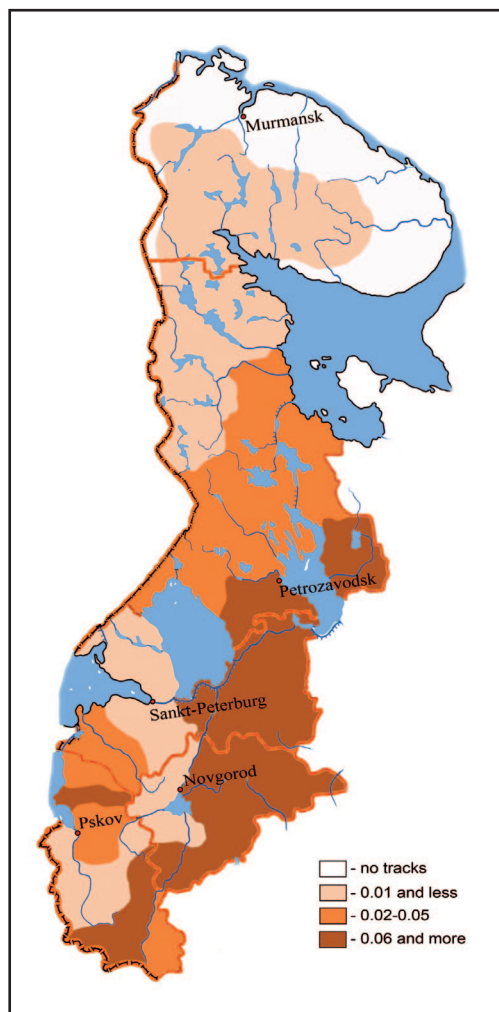 Murmansk
Petrozavodsk
Sankt-Peterburg
Novgorod
Pskov
- no tracks
- 0.01 and less
- 0.02-0.05
- 0.06 and more